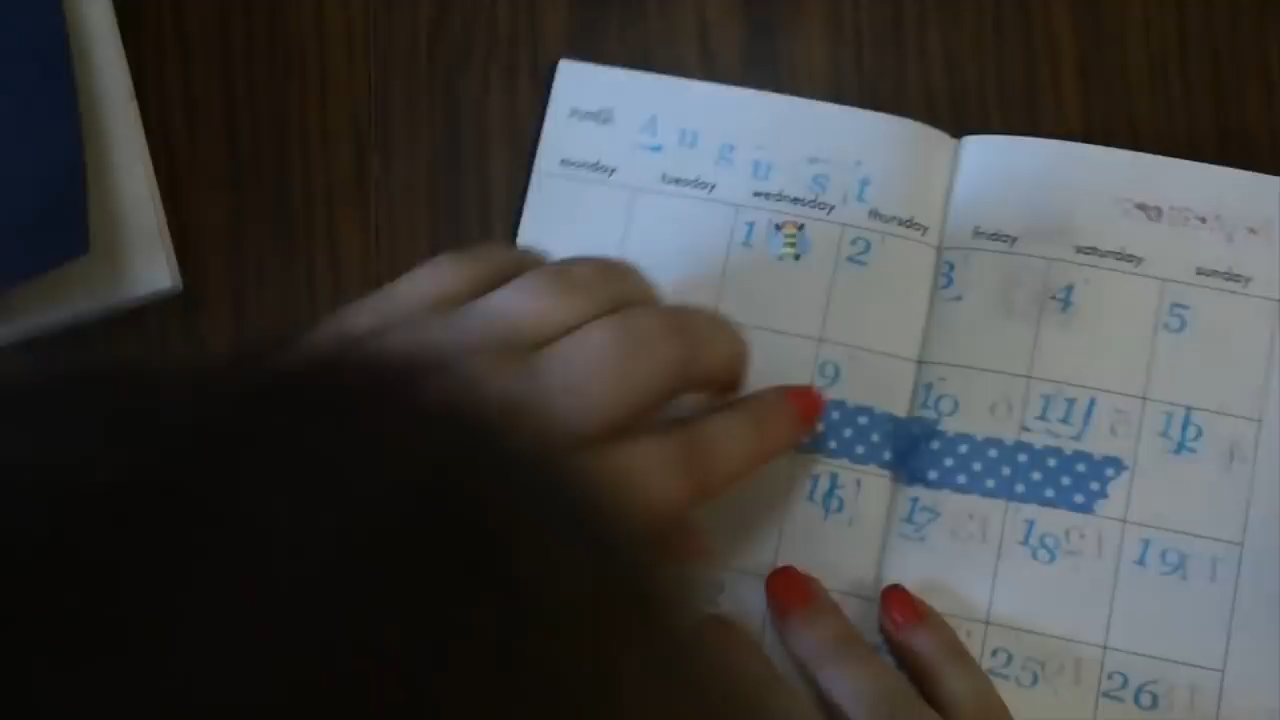 month August
monday tuesday wednesday thursday friday saturday sunday
1 2 3 4 5
9 10 11 12
16 17 18 19
25 26